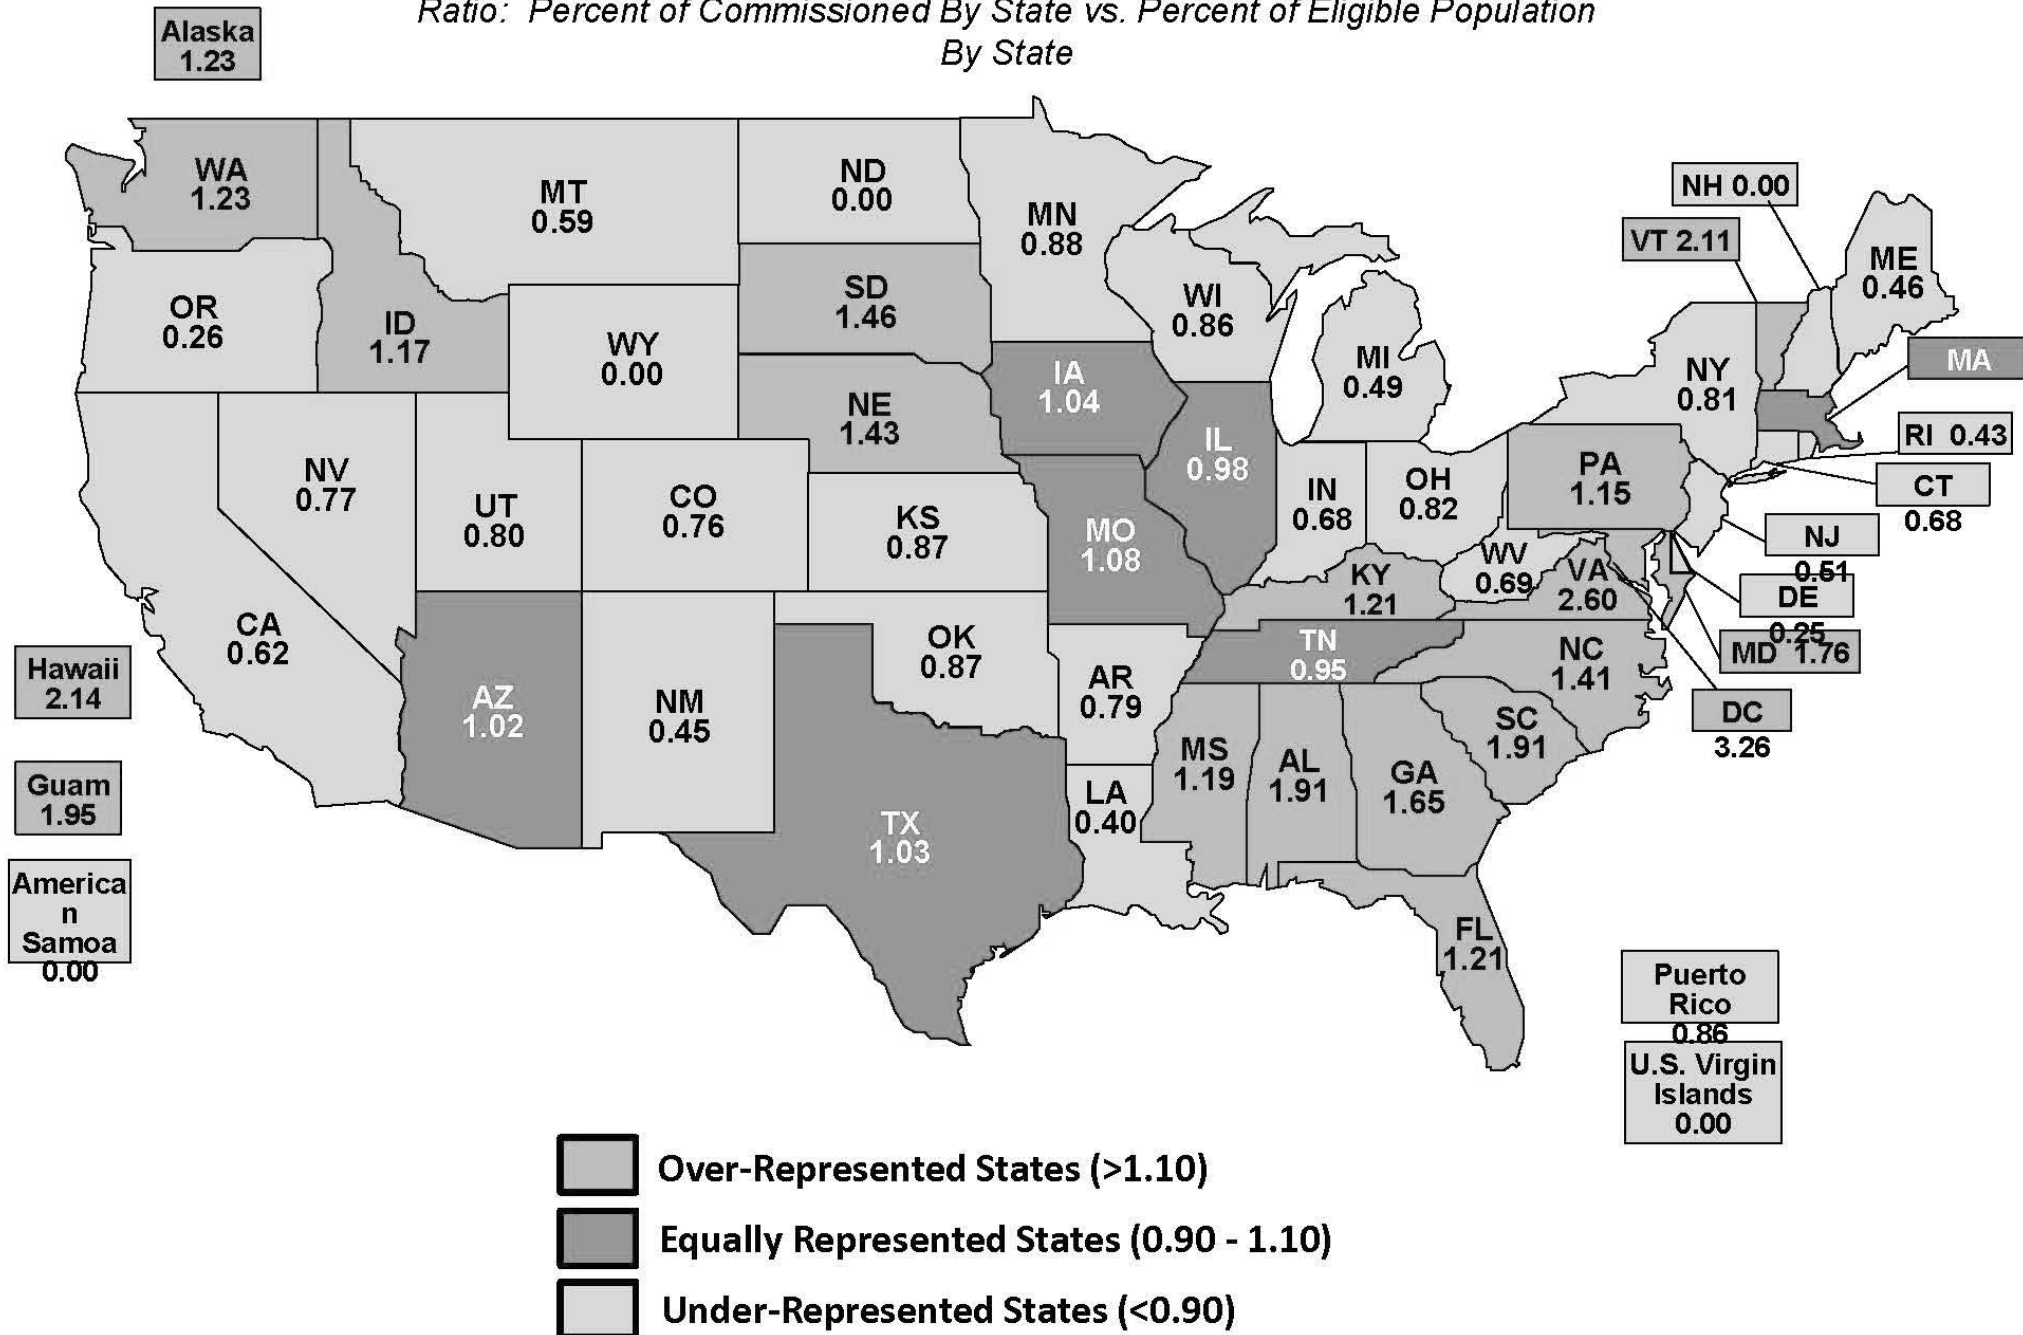 Ratio: Percent of Commissioned By State vs. Percent of Eligible Population
By State
Alaska
1.23
WA
1.23
MT
0.59
ND
0.00
MN
0.88
NH 0.00
VT 2.11
ME
0.46
OR
0.26
ID
1.17
WY
0.00
SD
1.46
WI
0.86
MI
0.49
NY
0.81
MA
RI 0.43
CT
0.68
NJ
0.51
DE
0.25
MD 1.76
DC
3.26
NV
0.77
UT
0.80
CO
0.76
NE
1.43
KS
0.87
IA
1.04
IL
0.98
MO
1.08
IN
0.68
OH
0.82
PA
1.15
WV
0.69
VA
2.60
KY
1.21
CA
0.62
AZ
1.02
NM
0.45
OK
0.87
AR
0.79
TN
0.95
NC
1.41
SC
1.91
MS
1.19
AL
1.91
GA
1.65
LA
0.40
TX
1.03
FL
1.21
Hawaii
2.14
Guam
1.95
America
n
Samoa
0.00
Puerto
Rico
0.86
U.S. Virgin
Islands
0.00
Over-Represented States (>1.10)
Equally Represented States (0.90 - 1.10)
Under-Represented States (<0.90)